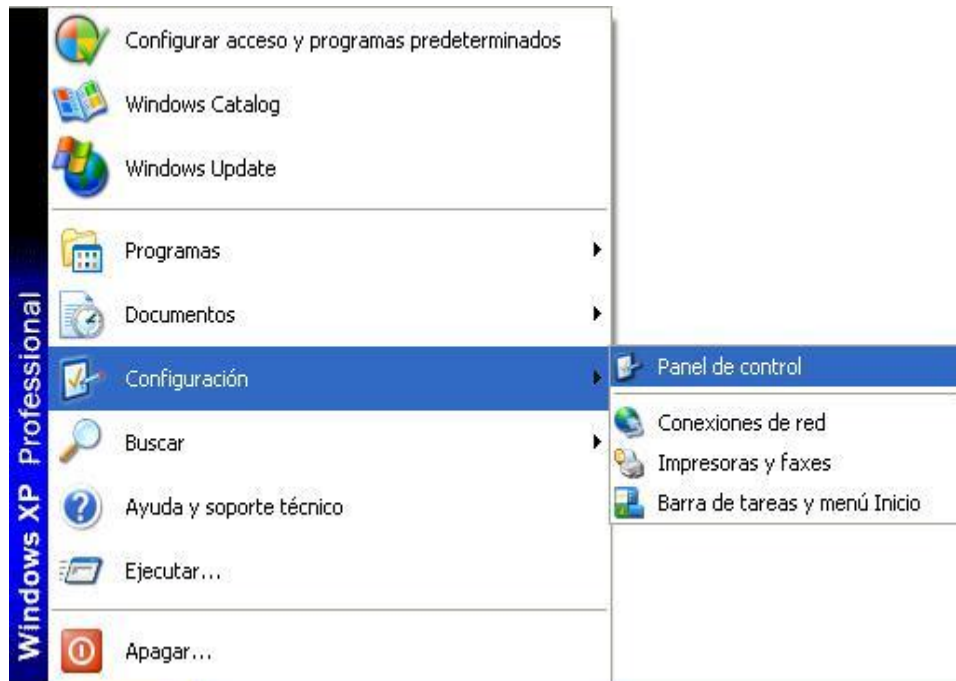 Configurar acceso y programas predeterminados
Windows Catalog
Windows Update
Programas
Documentos
Configuración
Buscar
Ayuda y soporte técnico
Ejecutar...
Apagar...
Panel de control
Conexiones de red
Impresoras y faxes
Barra de tareas y menú Inicio
Windows XP Professional